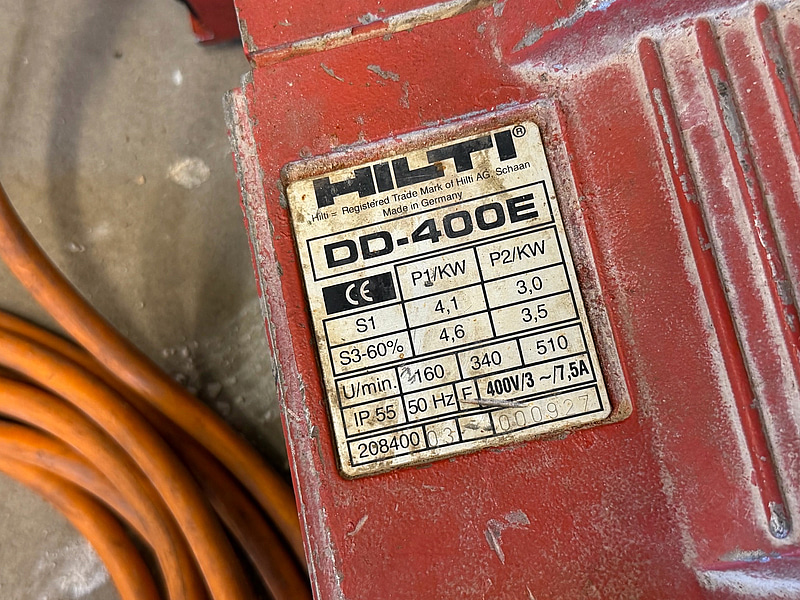 HILTI®
Hilti = Registered Trade Mark of Hilti AG, Schaan
Made in Germany
DD-400E
CE P1/KW P2/KW
S1 4,1 3,0
S3-60% 4,6 3,5
U/min. 160 340 510
IP 55 50 Hz F 400V/3 ~/7,5A
208400 03 000927